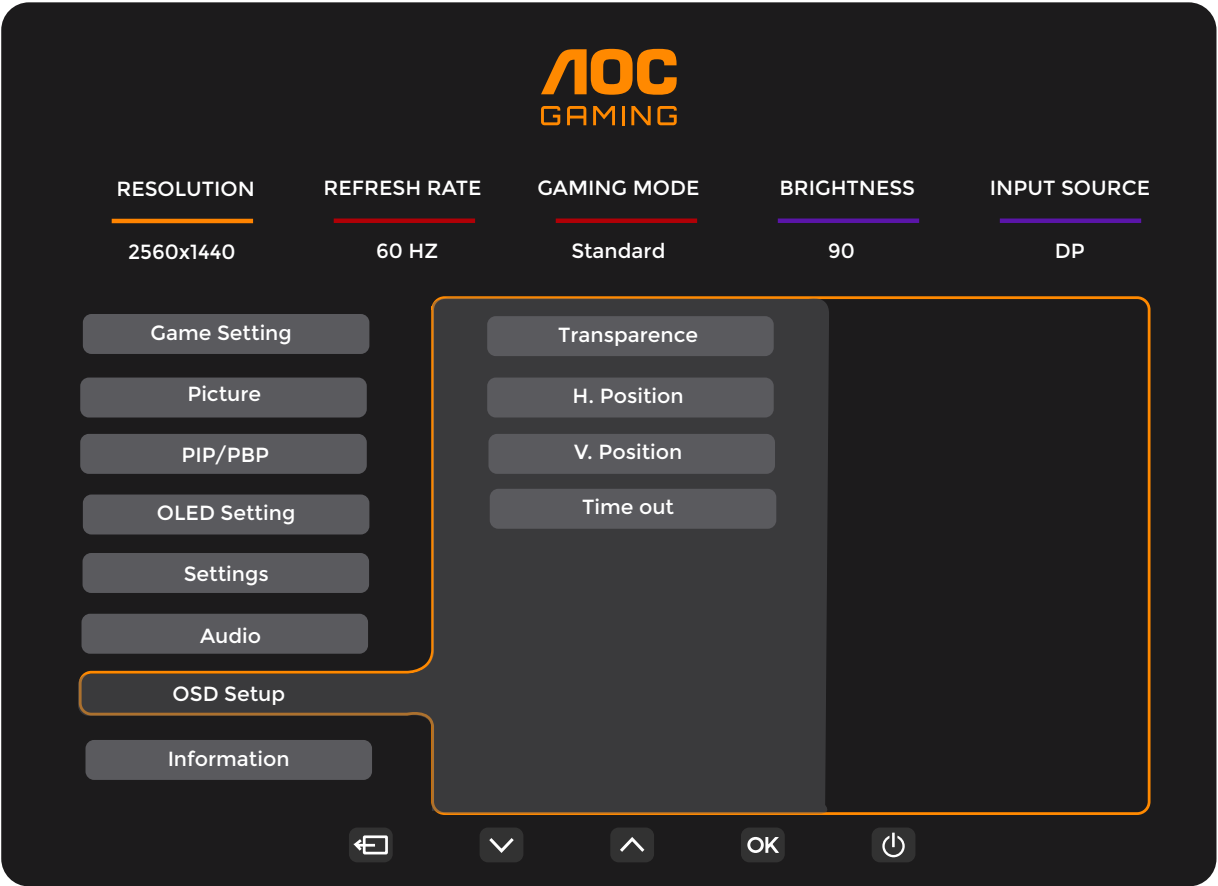 AOC
GAMING
RESOLUTION REFRESH RATE GAMING MODE BRIGHTNESS INPUT SOURCE
2560x1440 60 HZ Standard 90 DP
Game Setting
Picture
PIP/PBP
OLED Setting
Settings
Audio
OSD Setup
Information
Transparence
H. Position
V. Position
Time out
OK